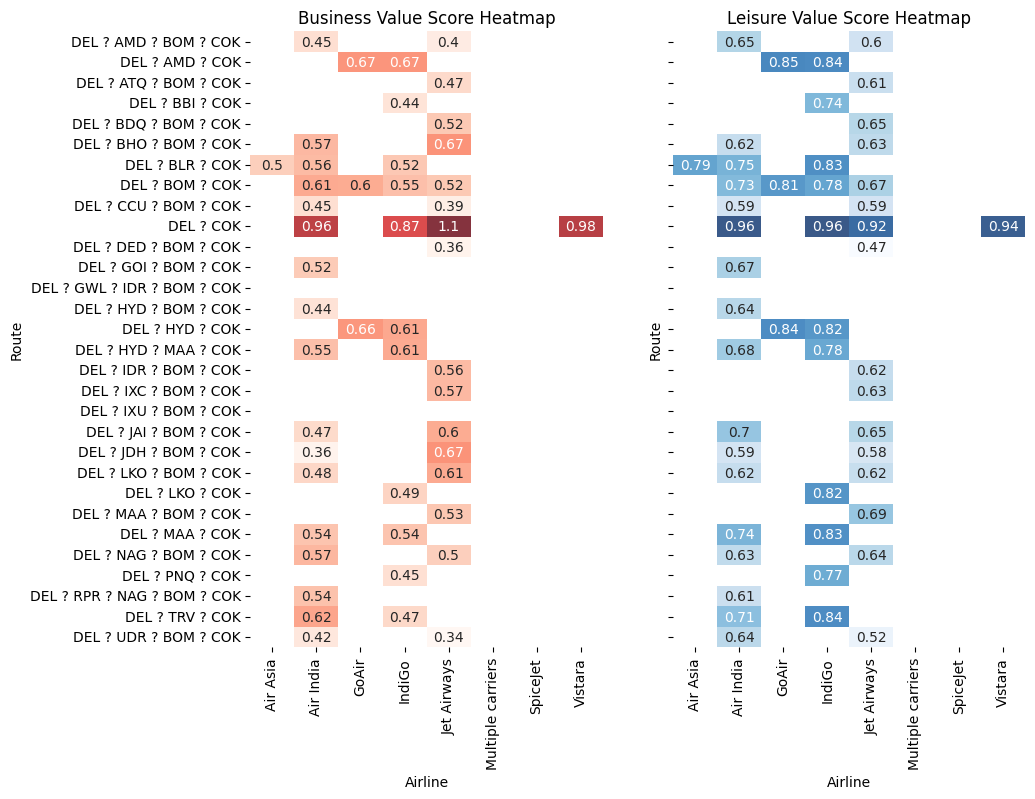 Business Value Score Heatmap
Leisure Value Score Heatmap
DEL ? AMD ? BOM ? COK 0.45 0.4 0.65 0.6
DEL ? AMD ? COK 0.67 0.67 0.85 0.84
DEL ? ATQ ? BOM ? COK 0.47 0.61
DEL ? BBI ? COK 0.44 0.74
DEL ? BDQ ? BOM ? COK 0.52 0.65
DEL ? BHO ? BOM ? COK 0.57 0.67 0.62 0.63
DEL ? BLR ? COK 0.5 0.56 0.52 0.79 0.75 0.83
DEL ? BOM ? COK 0.61 0.6 0.55 0.52 0.73 0.81 0.78 0.67
DEL ? CCU ? BOM ? COK 0.45 0.39 0.59 0.59
DEL ? COK 0.96 0.87 1.1 0.98 0.96 0.96 0.92 0.94
DEL ? DED ? BOM ? COK 0.36 0.47
DEL ? GOI ? BOM ? COK 0.52 0.67
DEL ? GWL ? IDR ? BOM ? COK
DEL ? HYD ? BOM ? COK 0.44 0.64
DEL ? HYD ? COK 0.66 0.61 0.84 0.82
DEL ? HYD ? MAA ? COK 0.55 0.61 0.68 0.78
DEL ? IDR ? BOM ? COK 0.56 0.62
DEL ? IXC ? BOM ? COK 0.57 0.63
DEL ? IXU ? BOM ? COK
DEL ? JAI ? BOM ? COK 0.47 0.6 0.7 0.65
DEL ? JDH ? BOM ? COK 0.36 0.67 0.59 0.58
DEL ? LKO ? BOM ? COK 0.48 0.61 0.62 0.62
DEL ? LKO ? COK 0.49 0.82
DEL ? MAA ? BOM ? COK 0.53 0.69
DEL ? MAA ? COK 0.54 0.54 0.74 0.83
DEL ? NAG ? BOM ? COK 0.57 0.5 0.63 0.64
DEL ? PNQ ? COK 0.45 0.77
DEL ? RPR ? NAG ? BOM ? COK 0.54 0.61
DEL ? TRV ? COK 0.62 0.47 0.71 0.84
DEL ? UDR ? BOM ? COK 0.42 0.34 0.64 0.52
Route
Route
Air Asia
Air India
GoAir
IndiGo
Jet Airways
Multiple carriers
SpiceJet
Vistara
Air Asia
Air India
GoAir
IndiGo
Jet Airways
Multiple carriers
SpiceJet
Vistara
Airline
Airline